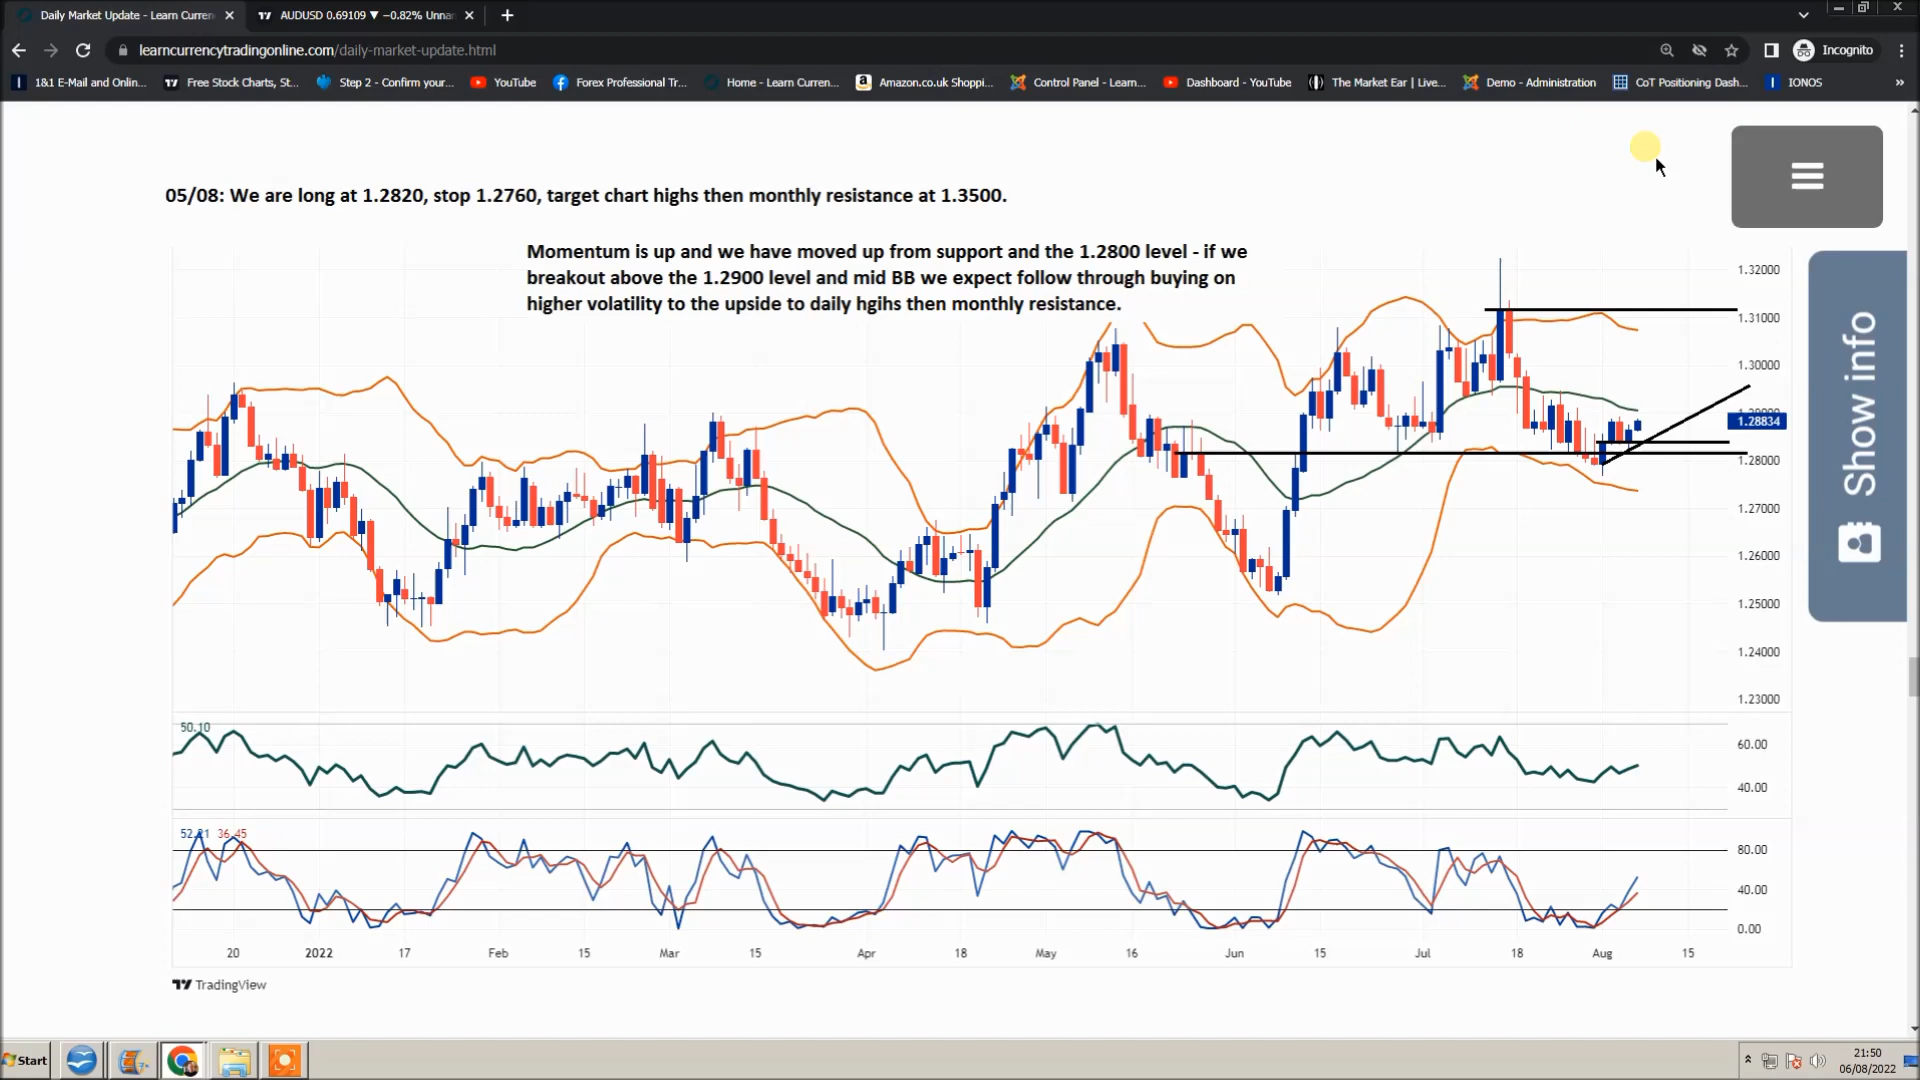 Daily Market Update - Learn Curren
AUDUSD 0.69109 ▼ −0.82% Unna
learncurrencytradingonline.com/daily-market-update.html
Incognito
1&1 E-Mail and Onlin...
Free Stock Charts, St...
Step 2 - Confirm your...
YouTube
Forex Professional Tr...
Home - Learn Curren...
Amazon.co.uk Shoppi...
Control Panel - Learn...
Dashboard - YouTube
The Market Ear | Live...
Demo - Administration
CoT Positioning Dash...
IONOS
»
05/08: We are long at 1.2820, stop 1.2760, target chart highs then monthly resistance at 1.3500.
Momentum is up and we have moved up from support and the 1.2800 level - if we
breakout above the 1.2900 level and mid BB we expect follow through buying on
higher volatility to the upside to daily hgihs then monthly resistance.
Show info
1.32000
1.31000
1.30000
1.28834
1.28000
1.27000
1.26000
1.25000
1.24000
1.23000
50.10
60.00
40.00
52.21 36.45
80.00
40.00
0.00
20 2022 17 Feb 15 Mar 15 Apr 18 May 16 Jun 15 Jul 18 Aug 15
TradingView
Start
21:50
06/08/2022